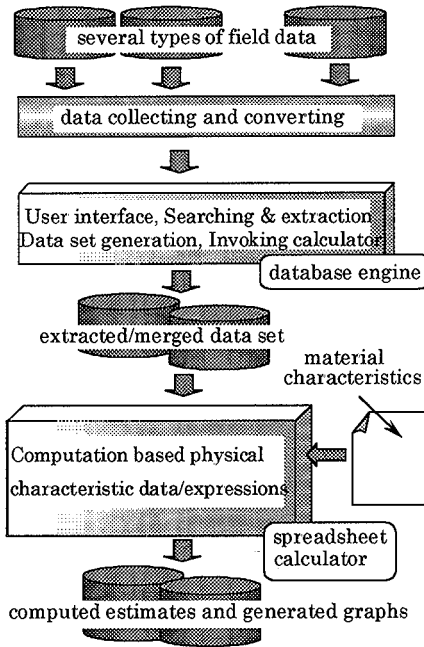 several types of field data
data collecting and converting
User interface, Searching & extraction
Data set generation, Invoking calculator
database engine
extracted/merged data set
material
characteristics
Computation based physical
characteristic data/expressions
spreadsheet
calculator
computed estimates and generated graphs